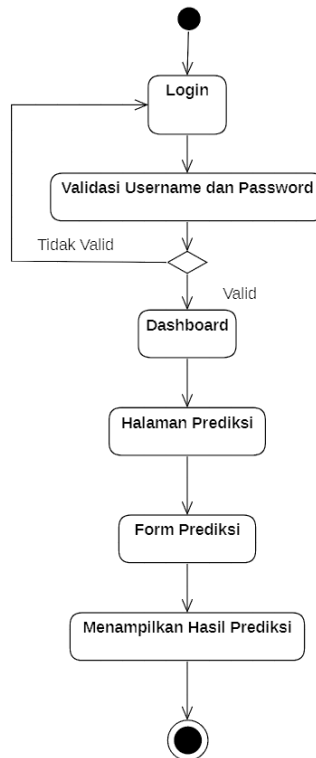 Login
Validasi Username dan Password
Tidak Valid
Valid
Dashboard
Halaman Prediksi
Form Prediksi
Menampilkan Hasil Prediksi